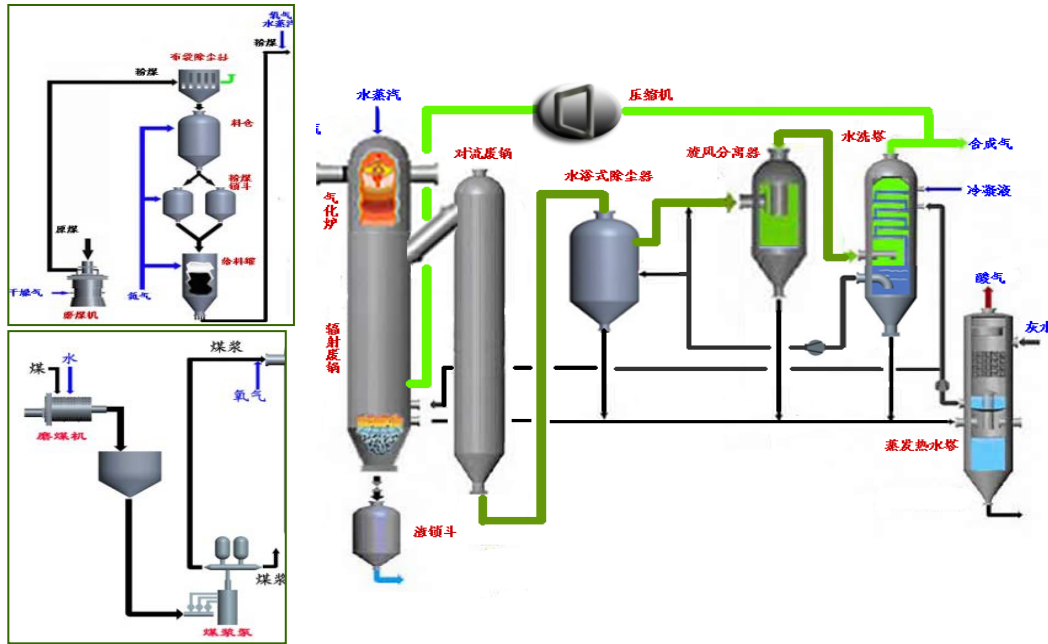 氧气
水蒸汽
粉煤
布袋除尘器
粉煤
料仓
粉煤
锁斗
原煤
给料罐
干燥气
磨煤机
氮气
煤浆
水
煤
氧气
磨煤机
煤浆
煤浆泵
水蒸汽
压缩机
气
对流废锅
水洗塔
旋风分离器
合成气
水浴式除尘器
冷凝液
气化炉
酸气
灰水
辐射废锅
蒸发热水塔
渣锁斗